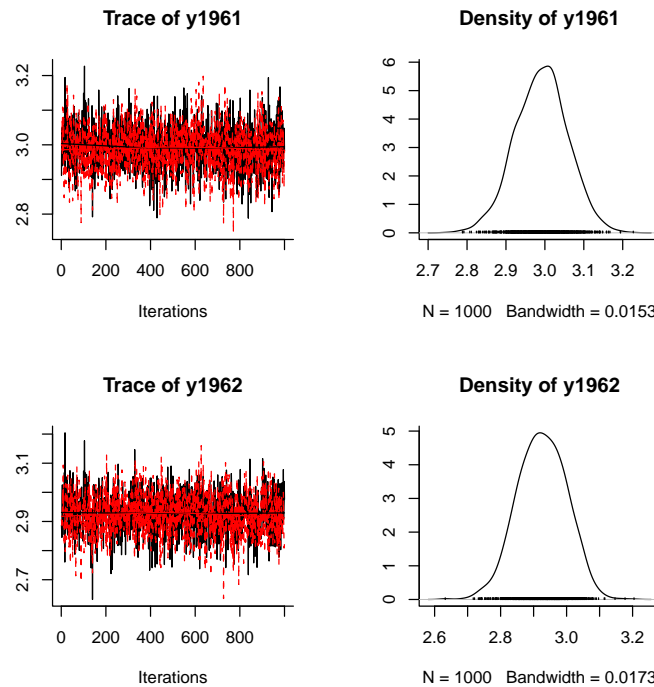 Trace of y1961
3.2
3.0
2.8
0 200 400 600 800
Iterations
Density of y1961
6
5
4
3
2
1
0
2.7 2.8 2.9 3.0 3.1 3.2
N = 1000 Bandwidth = 0.0153
Trace of y1962
3.1
2.9
2.7
0 200 400 600 800
Iterations
Density of y1962
5
4
3
2
1
0
2.6 2.8 3.0 3.2
N = 1000 Bandwidth = 0.0173